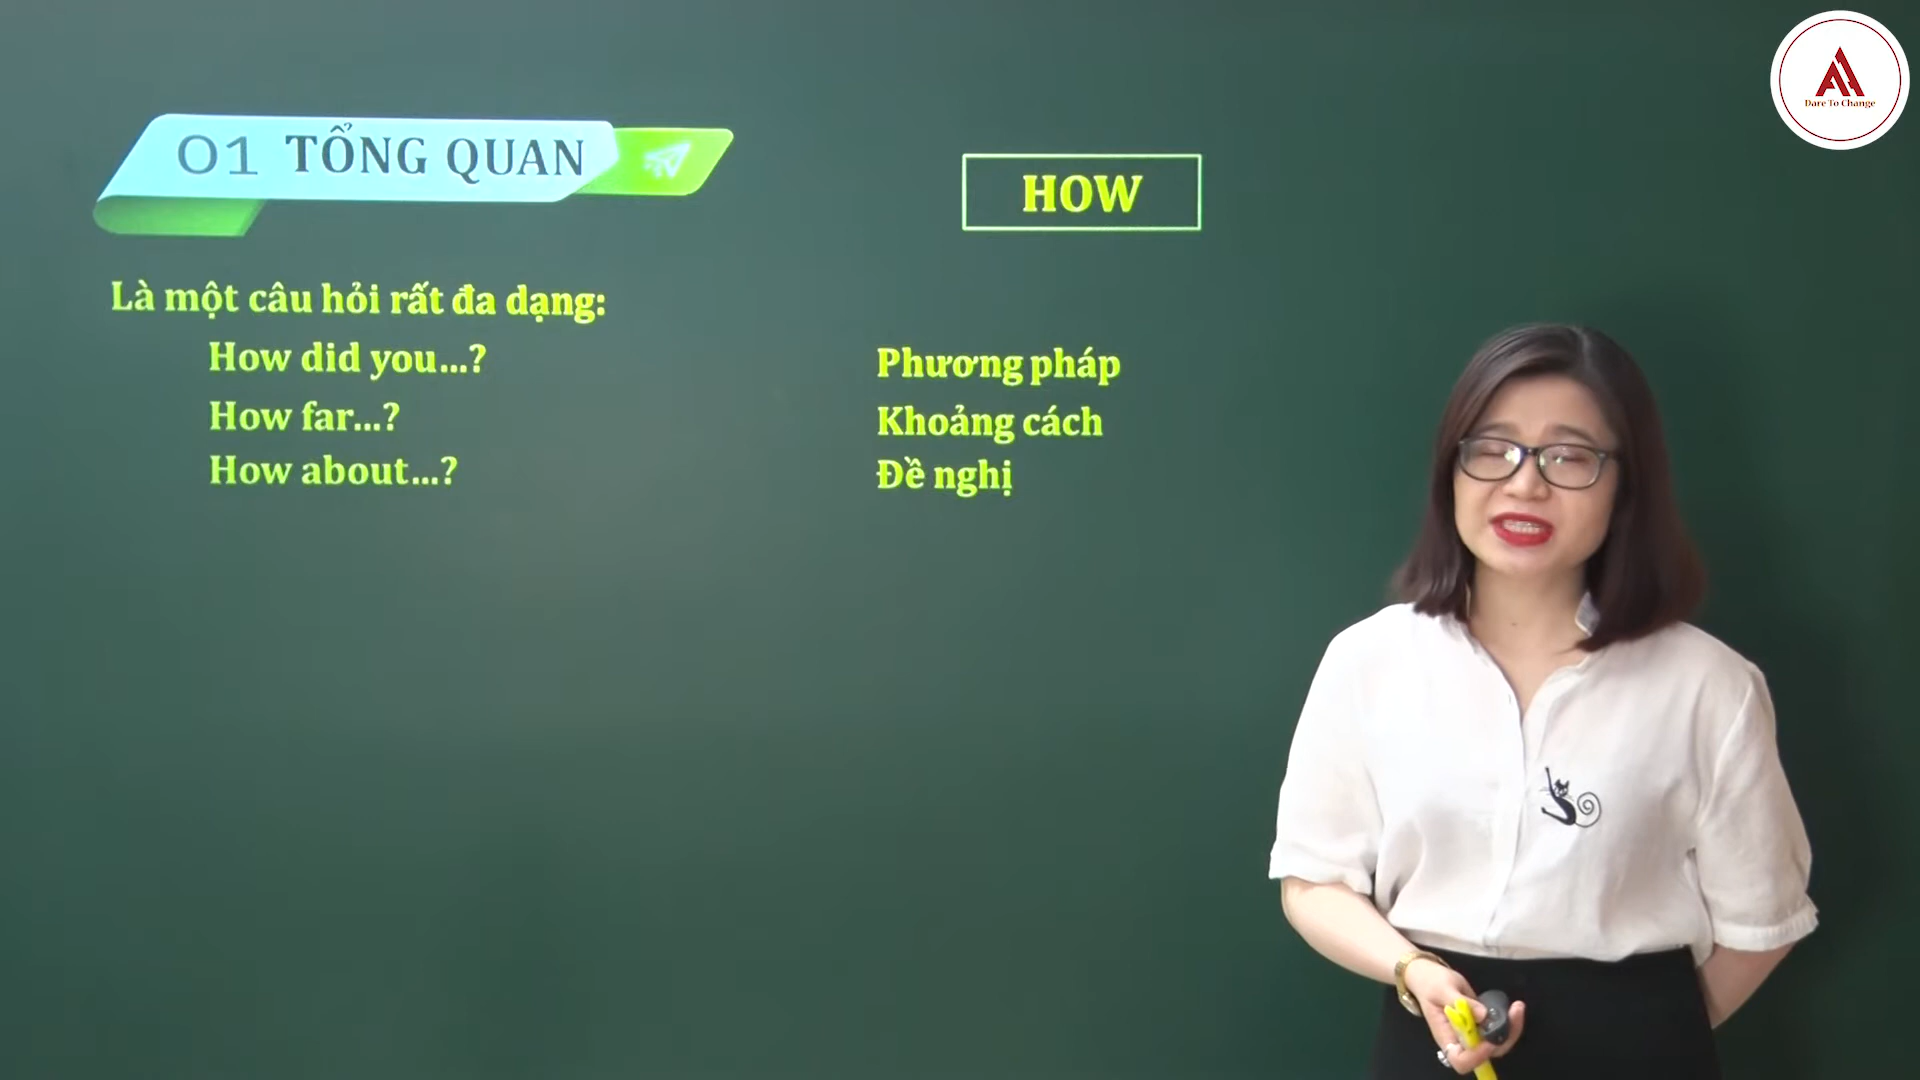 Dare To Change
01 TỔNG QUAN
HOW
Là một câu hỏi rất đa dạng:
How did you...?
Phương pháp
How far...?
Khoảng cách
How about...?
Đề nghị